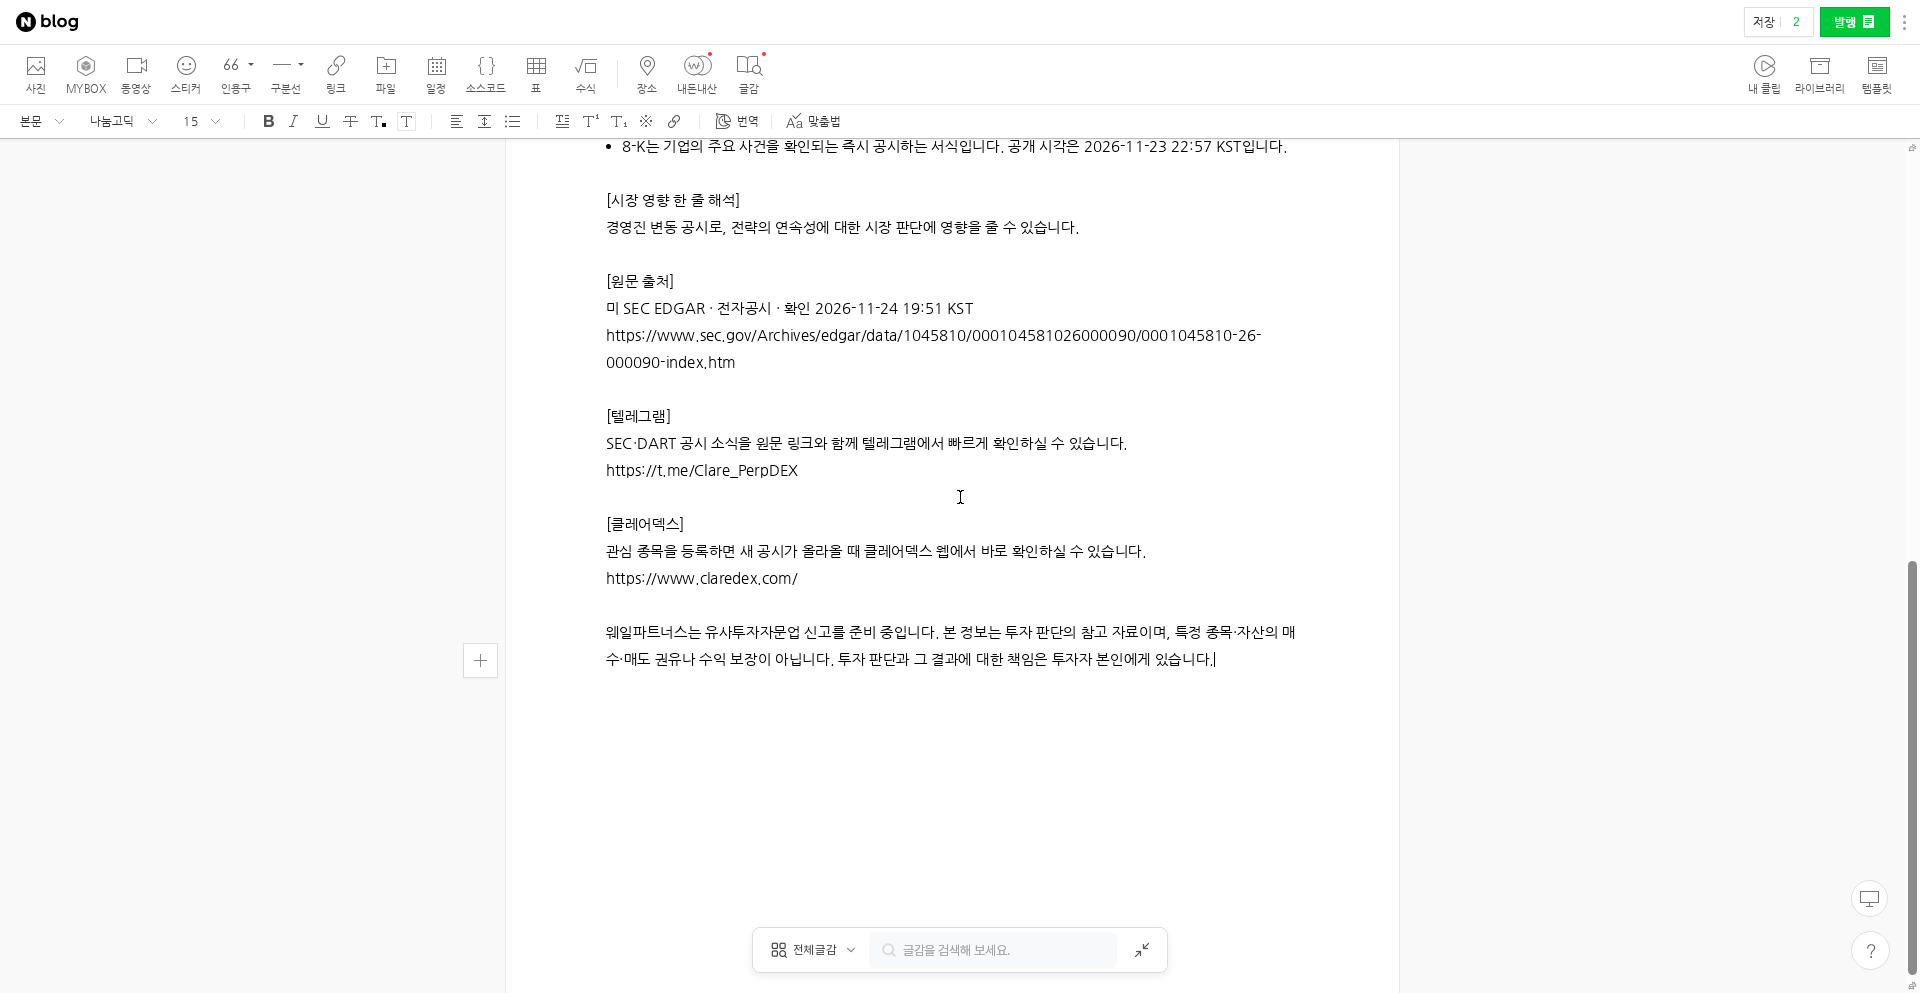 blog
저장 2
발행
사진 MYBOX 동영상 스티커 66 인용구 구분선 링크 파일 일정 소스코드 표 수식 장소 내돈내산 글감 내 클립 라이브러리 템플릿
본문 나눔고딕 15 B I U T T T T¹ T₁ 번역 Aa 맞춤법
• 8-K는 기업의 주요 사건을 확인되는 즉시 공시하는 서식입니다. 공개 시각은 2026-11-23 22:57 KST입니다.
[시장 영향 한 줄 해석]
경영진 변동 공시로, 전략의 연속성에 대한 시장 판단에 영향을 줄 수 있습니다.
[원문 출처]
미 SEC EDGAR · 전자공시 · 확인 2026-11-24 19:51 KST
https://www.sec.gov/Archives/edgar/data/1045810/000104581026000090/0001045810-26-
000090-index.htm
[텔레그램]
SEC·DART 공시 소식을 원문 링크와 함께 텔레그램에서 빠르게 확인하실 수 있습니다.
https://t.me/Clare_PerpDEX
[클레어덱스]
관심 종목을 등록하면 새 공시가 올라올 때 클레어덱스 웹에서 바로 확인하실 수 있습니다.
https://www.claredex.com/
웨일파트너스는 유사투자자문업 신고를 준비 중입니다. 본 정보는 투자 판단의 참고 자료이며, 특정 종목·자산의 매
수·매도 권유나 수익 보장이 아닙니다. 투자 판단과 그 결과에 대한 책임은 투자자 본인에게 있습니다.
전체글감
글감을 검색해 보세요.
?